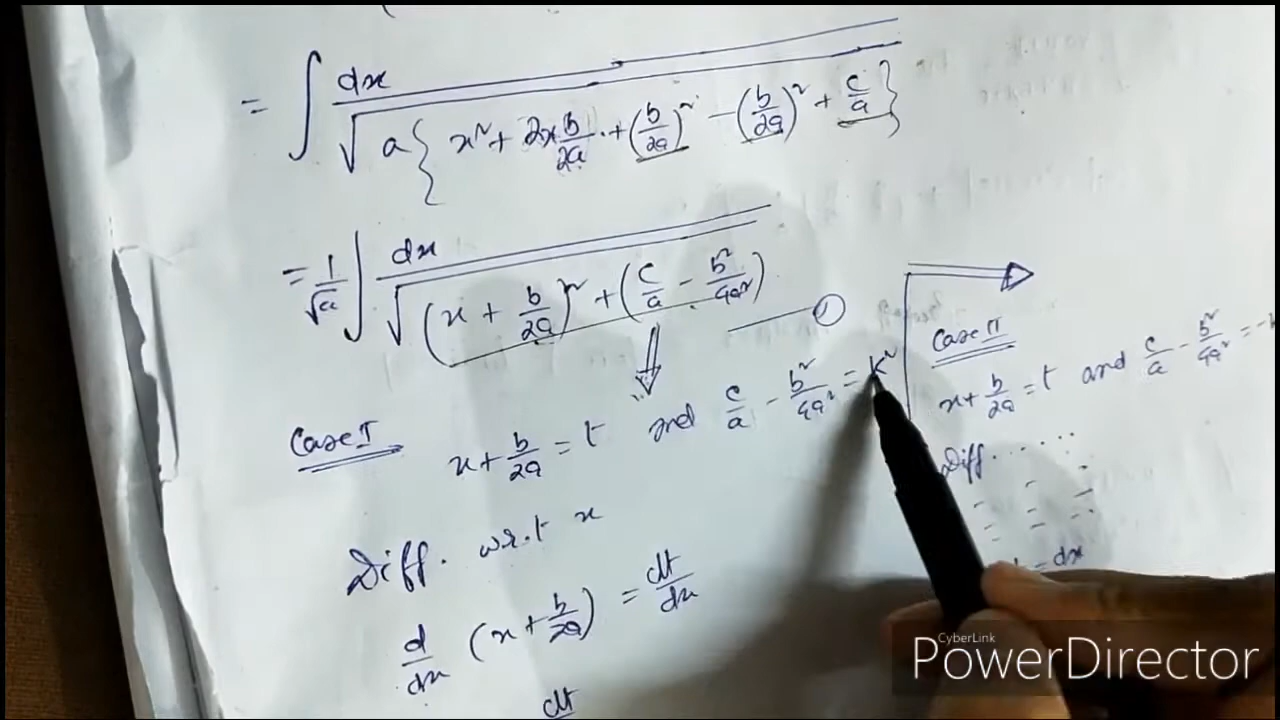 = ∫ dx / √ a { x² + 2x b/2a . + (b/2a)² - (b/2a)² + c/a }
= 1/√a ∫ dx / √ (x + b/2a)² + (c/a - b²/4a²)
①
Case I x + b/2a = t and c/a - b²/4a² = k²
Diff. w.r.t x
d/dx (x + b/2a) = dt/dx
dt
Case II
x + b/2a = t and c/a - b²/4a² = -k
Diff. . . . . . .
- - -
- - -
= dx
CyberLink
PowerDirector